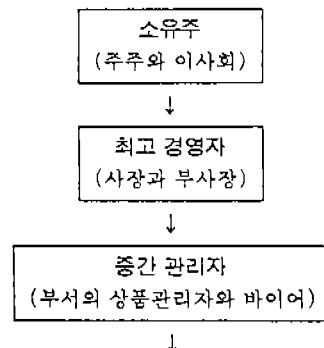 소유주
(주주와 이사회)
↓
최고 경영자
(사장과 부사장)
↓
중간 관리자
(부서의 상품관리자와 바이어)
↓